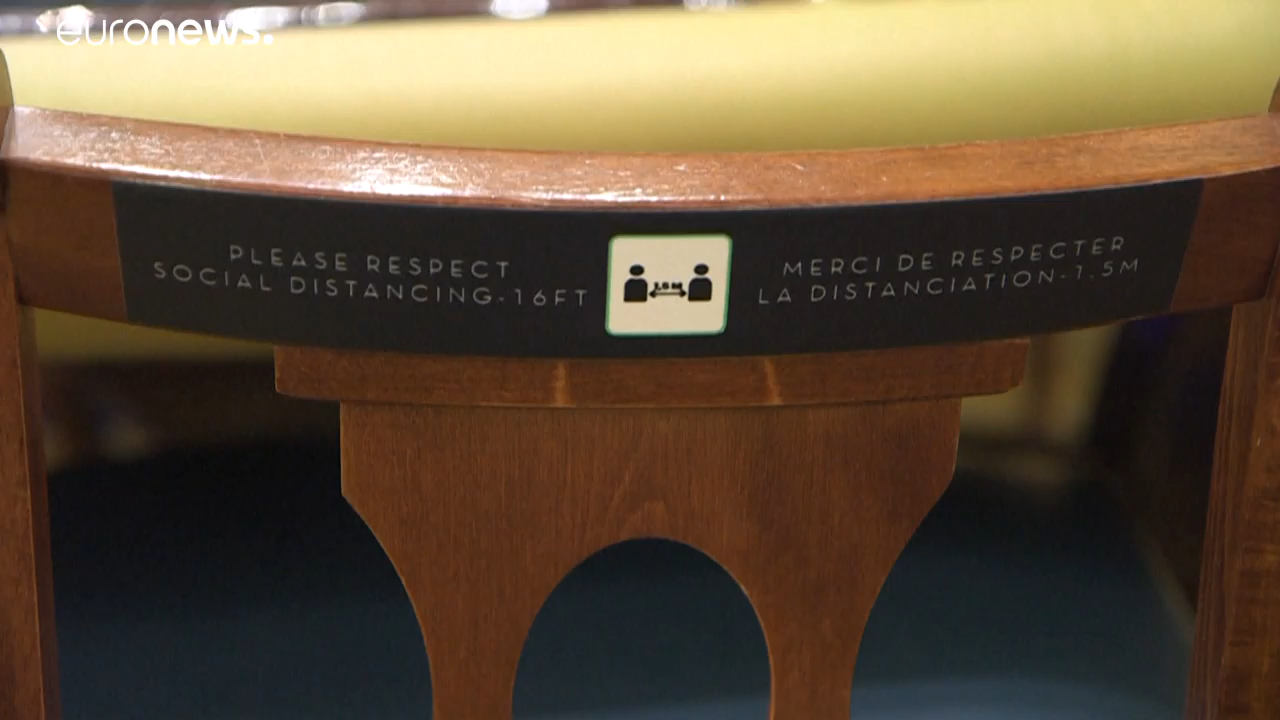 euronews.
PLEASE RESPECT
SOCIAL DISTANCING-16FT
1.5 M
MERCI DE RESPECTER
LA DISTANCIATION-1.5M